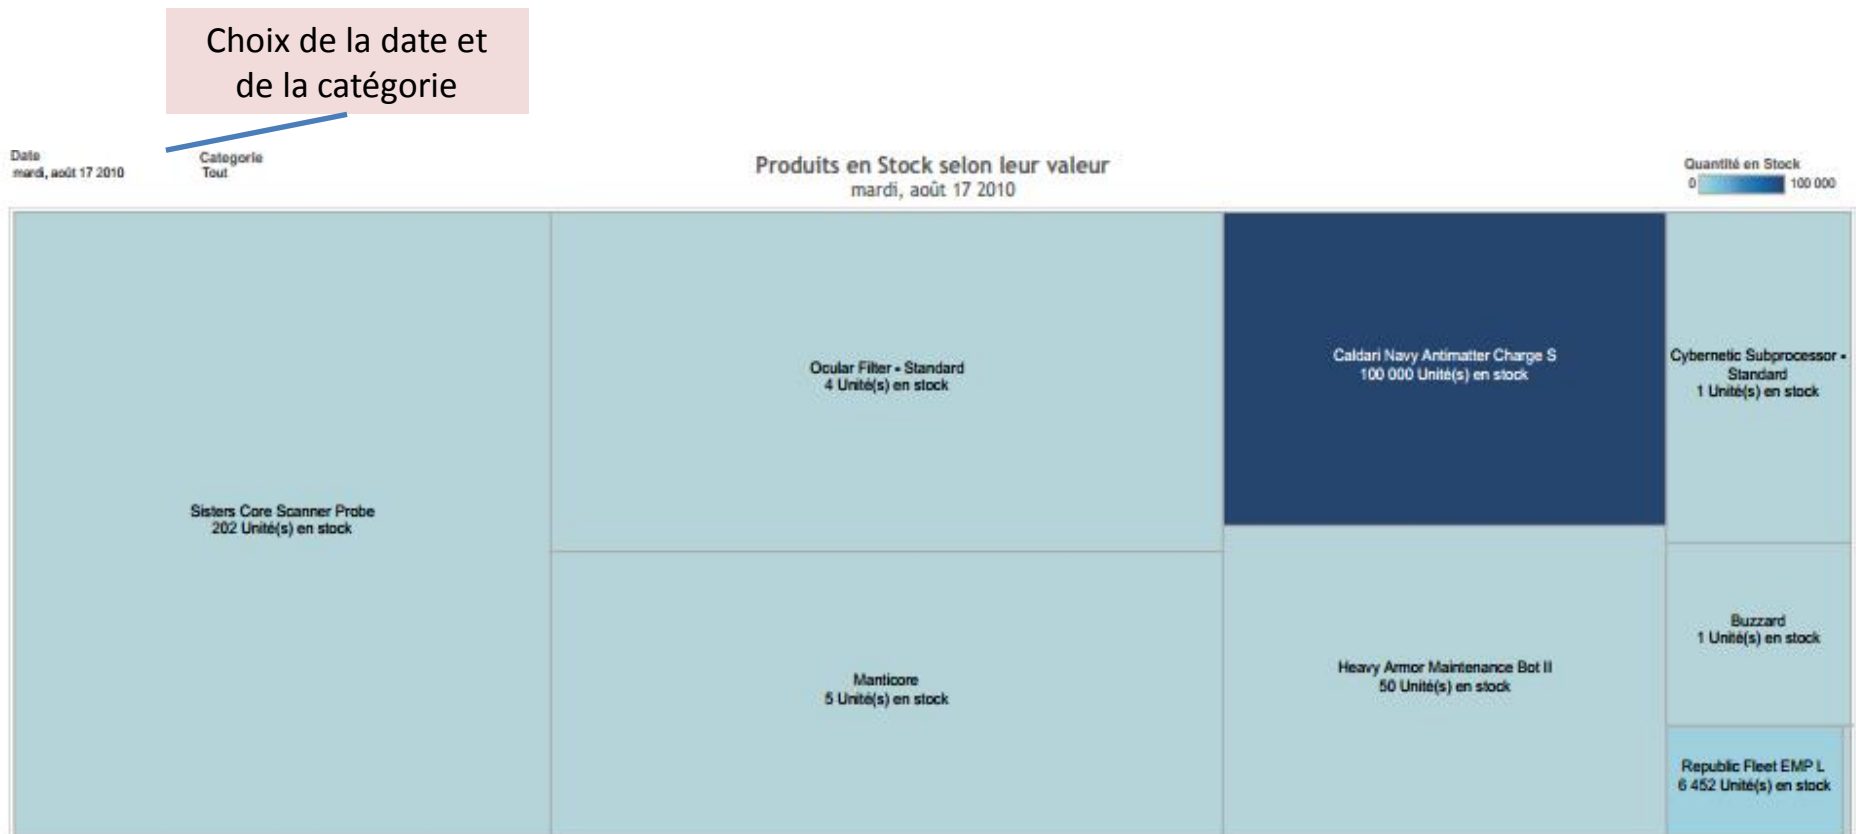 Choix de la date et
de la catégorie
Date
mardi, août 17 2010
Categorie
Tout
Produits en Stock selon leur valeur
mardi, août 17 2010
Quantité en Stock
0 100 000
Sisters Core Scanner Probe
202 Unité(s) en stock
Ocular Filter - Standard
4 Unité(s) en stock
Manticore
5 Unité(s) en stock
Caldari Navy Antimatter Charge S
100 000 Unité(s) en stock
Heavy Armor Maintenance Bot II
50 Unité(s) en stock
Cybernetic Subprocessor -
Standard
1 Unité(s) en stock
Buzzard
1 Unité(s) en stock
Republic Fleet EMP L
6 452 Unité(s) en stock